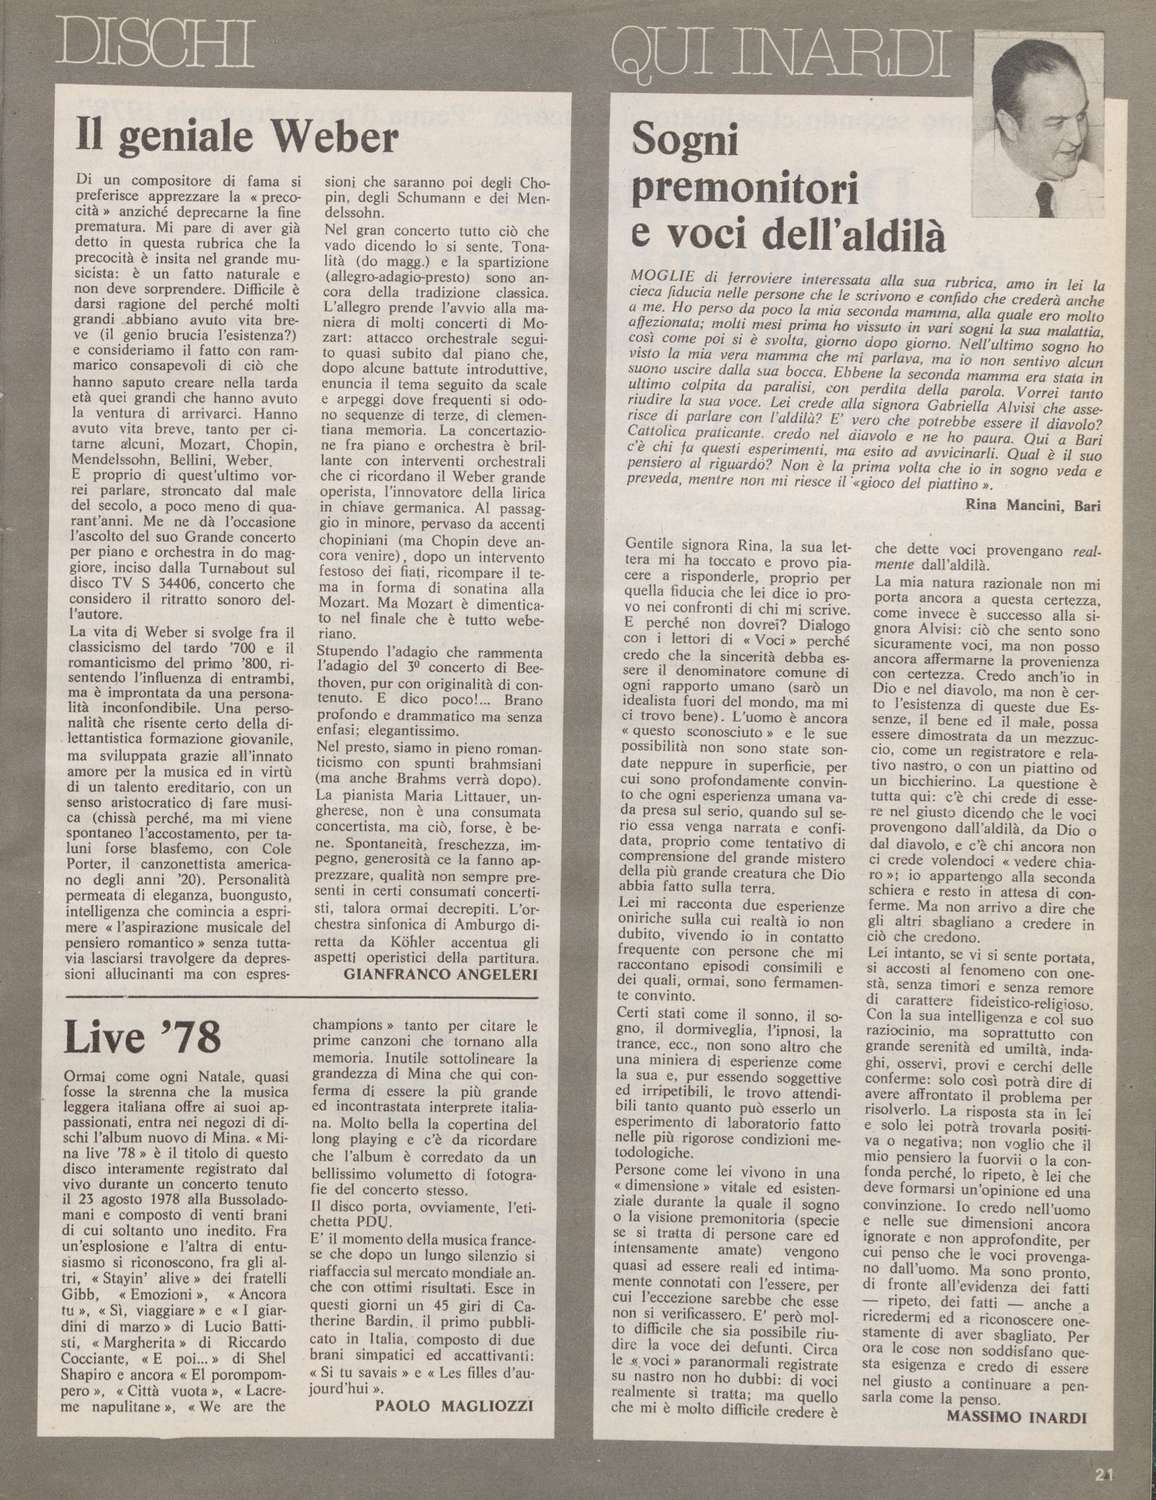 DISCHI
Il geniale Weber
Di un compositore di fama si
preferisce apprezzare la « preco-
cità » anziché deprecarne la fine
prematura. Mi pare di aver già
detto in questa rubrica che la
precocità è insita nel grande mu-
sicista: è un fatto naturale e
non deve sorprendere. Difficile è
darsi ragione del perché molti
grandi abbiano avuto vita bre-
ve (il genio brucia l'esistenza?)
e consideriamo il fatto con ram-
marico consapevoli di ciò che
hanno saputo creare nella tarda
età quei grandi che hanno avuto
la ventura di arrivarci. Hanno
avuto vita breve, tanto per ci-
tarne alcuni, Mozart, Chopin,
Mendelssohn, Bellini, Weber.
E proprio di quest'ultimo vor-
rei parlare, stroncato dal male
del secolo, a poco meno di qua-
rant'anni. Me ne dà l'occasione
l'ascolto del suo Grande concerto
per piano e orchestra in do mag-
giore, inciso dalla Turnabout sul
disco TV S 34406, concerto che
considero il ritratto sonoro del-
l'autore.
La vita di Weber si svolge fra il
classicismo del tardo '700 e il
romanticismo del primo '800, ri-
sentendo l'influenza di entrambi,
ma è improntata da una persona-
lità inconfondibile. Una perso-
nalità che risente certo della di-
lettantistica formazione giovanile,
ma sviluppata grazie all'innato
amore per la musica ed in virtù
di un talento ereditario, con un
senso aristocratico di fare musi-
ca (chissà perché, ma mi viene
spontaneo l'accostamento, per ta-
luni forse blasfemo, con Cole
Porter, il canzonettista america-
no degli anni '20). Personalità
permeata di eleganza, buongusto,
intelligenza che comincia a espri-
mere « l'aspirazione musicale del
pensiero romantico » senza tutta-
via lasciarsi travolgere da depres-
sioni allucinanti ma con espres-
sioni che saranno poi degli Cho-
pin, degli Schumann e dei Men-
delssohn.
Nel gran concerto tutto ciò che
vado dicendo lo si sente. Tona-
lità (do magg.) e la spartizione
(allegro-adagio-presto) sono an-
cora della tradizione classica.
L'allegro prende l'avvio alla ma-
niera di molti concerti di Mo-
zart: attacco orchestrale segui-
to quasi subito dal piano che,
dopo alcune battute introduttive,
enuncia il tema seguito da scale
e arpeggi dove frequenti si odo-
no sequenze di terze, di clemen-
tiana memoria. La concertazio-
ne fra piano e orchestra è bril-
lante con interventi orchestrali
che ci ricordano il Weber grande
operista, l'innovatore della lirica
in chiave germanica. Al passag-
gio in minore, pervaso da accenti
chopiniani (ma Chopin deve an-
cora venire), dopo un intervento
festoso dei fiati, ricompare il te-
ma in forma di sonatina alla
Mozart. Ma Mozart è dimentica-
to nel finale che è tutto webe-
riano.
Stupendo l'adagio che rammenta
l'adagio del 3º concerto di Bee-
thoven, pur con originalità di con-
tenuto. E dico poco!... Brano
profondo e drammatico ma senza
enfasi; elegantissimo.
Nel presto, siamo in pieno roman-
ticismo con spunti brahmsiani
(ma anche Brahms verrà dopo).
La pianista Maria Littauer, un-
gherese, non è una consumata
concertista, ma ciò, forse, è be-
ne. Spontaneità, freschezza, im-
pegno, generosità ce la fanno ap-
prezzare, qualità non sempre pre-
senti in certi consumati concerti-
sti, talora ormai decrepiti. L'or-
chestra sinfonica di Amburgo di-
retta da Köhler accentua gli
aspetti operistici della partitura.
GIANFRANCO ANGELERI
Live '78
Ormai come ogni Natale, quasi
fosse la strenna che la musica
leggera italiana offre ai suoi ap-
passionati, entra nei negozi di di-
schi l'album nuovo di Mina. « Mi-
na live '78 » è il titolo di questo
disco interamente registrato dal
vivo durante un concerto tenuto
il 23 agosto 1978 alla Bussolado-
mani e composto di venti brani
di cui soltanto uno inedito. Fra
un'esplosione e l'altra di entu-
siasmo si riconoscono, fra gli al-
tri, « Stayin' alive » dei fratelli
Gibb, « Emozioni », « Ancora
tu », « Sì, viaggiare » e « I giar-
dini di marzo » di Lucio Batti-
sti, « Margherita » di Riccardo
Cocciante, « E poi... » di Shel
Shapiro e ancora « El porompom-
pero », « Città vuota », « Lacre-
me napulitane », « We are the
champions » tanto per citare le
prime canzoni che tornano alla
memoria. Inutile sottolineare la
grandezza di Mina che qui con-
ferma di essere la più grande
ed incontrastata interprete italia-
na. Molto bella la copertina del
long playing e c'è da ricordare
che l'album è corredato da un
bellissimo volumetto di fotogra-
fie del concerto stesso.
Il disco porta, ovviamente, l'eti-
chetta PDU.
E' il momento della musica france-
se che dopo un lungo silenzio si
riaffaccia sul mercato mondiale an-
che con ottimi risultati. Esce in
questi giorni un 45 giri di Ca-
therine Bardin, il primo pubbli-
cato in Italia, composto di due
brani simpatici ed accattivanti:
« Si tu savais » e « Les filles d'au-
jourd'hui ».
PAOLO MAGLIOZZI
QUI INARDI
Sogni
premonitori
e voci dell'aldilà
MOGLIE di ferroviere interessata alla sua rubrica, amo in lei la
cieca fiducia nelle persone che le scrivono e confido che crederà anche
a me. Ho perso da poco la mia seconda mamma, alla quale ero molto
affezionata; molti mesi prima ho vissuto in vari sogni la sua malattia,
così come poi si è svolta, giorno dopo giorno. Nell'ultimo sogno ho
visto la mia vera mamma che mi parlava, ma io non sentivo alcun
suono uscire dalla sua bocca. Ebbene la seconda mamma era stata in
ultimo colpita da paralisi, con perdita della parola. Vorrei tanto
riudire la sua voce. Lei crede alla signora Gabriella Alvisi che asse-
risce di parlare con l'aldilà? E' vero che potrebbe essere il diavolo?
Cattolica praticante, credo nel diavolo e ne ho paura. Qui a Bari
c'è chi fa questi esperimenti, ma esito ad avvicinarli. Qual è il suo
pensiero al riguardo? Non è la prima volta che io in sogno veda e
preveda, mentre non mi riesce il «gioco del piattino ».
Rina Mancini, Bari
Gentile signora Rina, la sua let-
tera mi ha toccato e provo pia-
cere a risponderle, proprio per
quella fiducia che lei dice io pro-
vo nei confronti di chi mi scrive.
E perché non dovrei? Dialogo
con i lettori di « Voci » perché
credo che la sincerità debba es-
sere il denominatore comune di
ogni rapporto umano (sarò un
idealista fuori del mondo, ma mi
ci trovo bene). L'uomo è ancora
« questo sconosciuto » e le sue
possibilità non sono state son-
date neppure in superficie, per
cui sono profondamente convin-
to che ogni esperienza umana va-
da presa sul serio, quando sul se-
rio essa venga narrata e confi-
data, proprio come tentativo di
comprensione del grande mistero
della più grande creatura che Dio
abbia fatto sulla terra.
Lei mi racconta due esperienze
oniriche sulla cui realtà io non
dubito, vivendo io in contatto
frequente con persone che mi
raccontano episodi consimili e
dei quali, ormai, sono fermamen-
te convinto.
Certi stati come il sonno, il so-
gno, il dormiveglia, l'ipnosi, la
trance, ecc., non sono altro che
una miniera di esperienze come
la sua e, pur essendo soggettive
ed irripetibili, le trovo attendi-
bili tanto quanto può esserlo un
esperimento di laboratorio fatto
nelle più rigorose condizioni me-
todologiche.
Persone come lei vivono in una
« dimensione » vitale ed esisten-
ziale durante la quale il sogno
o la visione premonitoria (specie
se si tratta di persone care ed
intensamente amate) vengono
quasi ad essere reali ed intima-
mente connotati con l'essere, per
cui l'eccezione sarebbe che esse
non si verificassero. E' però mol-
to difficile che sia possibile riu-
dire la voce dei defunti. Circa
le « voci » paranormali registrate
su nastro non ho dubbi: di voci
realmente si tratta; ma quello
che mi è molto difficile credere è
che dette voci provengano real-
mente dall'aldilà.
La mia natura razionale non mi
porta ancora a questa certezza,
come invece è successo alla si-
gnora Alvisi: ciò che sento sono
sicuramente voci, ma non posso
ancora affermarne la provenienza
con certezza. Credo anch'io in
Dio e nel diavolo, ma non è cer-
to l'esistenza di queste due Es-
senze, il bene ed il male, possa
essere dimostrata da un mezzuc-
cio, come un registratore e rela-
tivo nastro, o con un piattino od
un bicchierino. La questione è
tutta qui: c'è chi crede di esse-
re nel giusto dicendo che le voci
provengono dall'aldilà, da Dio o
dal diavolo, e c'è chi ancora non
ci crede volendoci « vedere chia-
ro »; io appartengo alla seconda
schiera e resto in attesa di con-
ferme. Ma non arrivo a dire che
gli altri sbagliano a credere in
ciò che credono.
Lei intanto, se vi si sente portata,
si accosti al fenomeno con one-
stà, senza timori e senza remore
di carattere fideistico-religioso.
Con la sua intelligenza e col suo
raziocinio, ma soprattutto con
grande serenità ed umiltà, inda-
ghi, osservi, provi e cerchi delle
conferme: solo così potrà dire di
avere affrontato il problema per
risolverlo. La risposta sta in lei
e solo lei potrà trovarla positi-
va o negativa; non voglio che il
mio pensiero la fuorvii o la con-
fonda perché, lo ripeto, è lei che
deve formarsi un'opinione ed una
convinzione. Io credo nell'uomo
e nelle sue dimensioni ancora
ignorate e non approfondite, per
cui penso che le voci provenga-
no dall'uomo. Ma sono pronto,
di fronte all'evidenza dei fatti
— ripeto, dei fatti — anche a
ricredermi ed a riconoscere one-
stamente di aver sbagliato. Per
ora le cose non soddisfano que-
sta esigenza e credo di essere
nel giusto a continuare a pen-
sarla come la penso.
MASSIMO INARDI
21